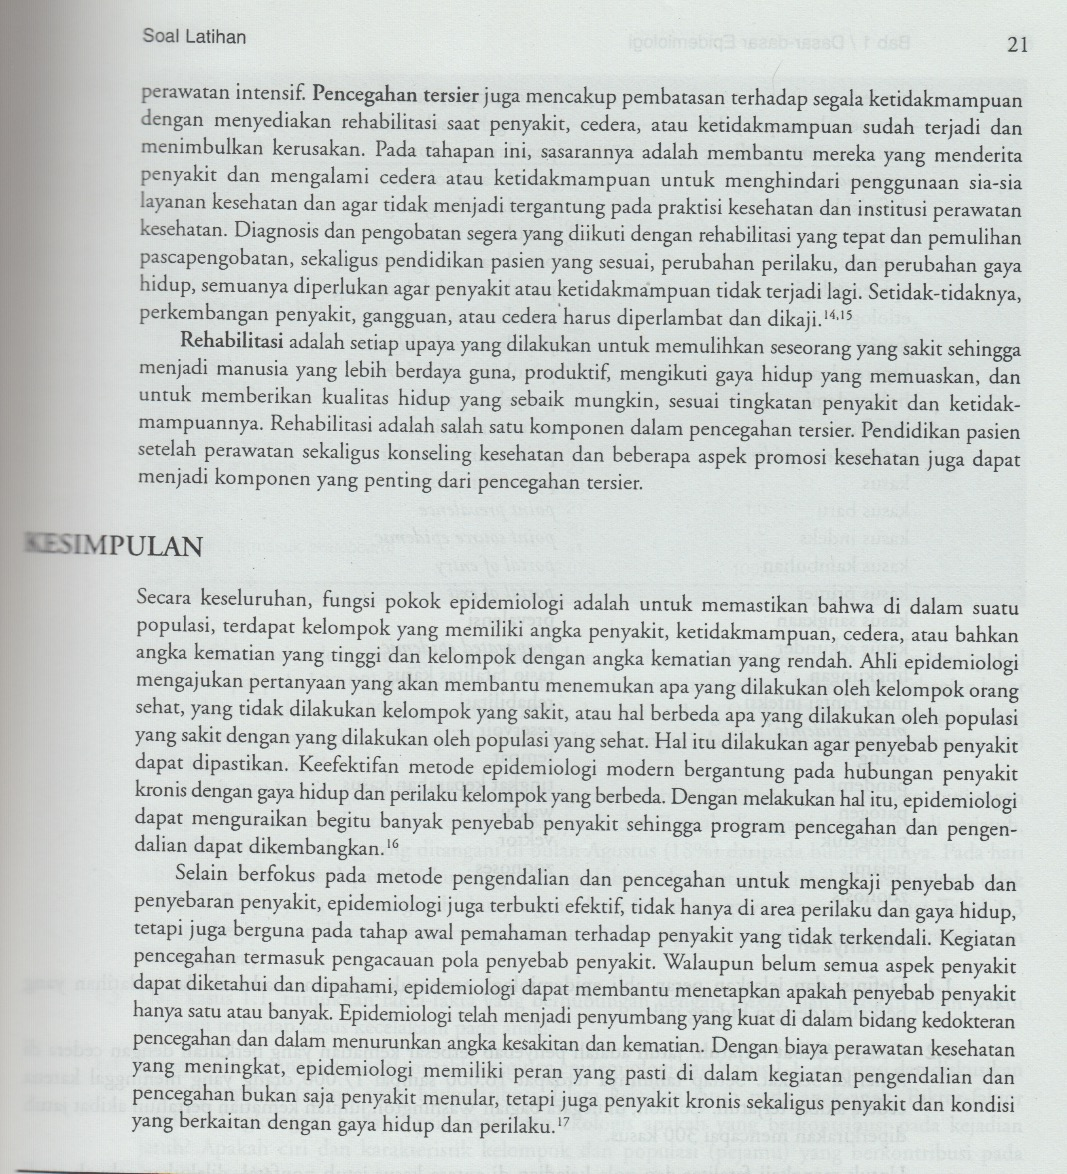 Soal Latihan
21
perawatan intensif. Pencegahan tersier juga mencakup pembatasan terhadap segala ketidakmampuan
dengan menyediakan rehabilitasi saat penyakit, cedera, atau ketidakmampuan sudah terjadi dan
menimbulkan kerusakan. Pada tahapan ini, sasarannya adalah membantu mereka yang menderita
penyakit dan mengalami cedera atau ketidakmampuan untuk menghindari penggunaan sia-sia
layanan kesehatan dan agar tidak menjadi tergantung pada praktisi kesehatan dan institusi perawatan
kesehatan. Diagnosis dan pengobatan segera yang diikuti dengan rehabilitasi yang tepat dan pemulihan
pascapengobatan, sekaligus pendidikan pasien yang sesuai, perubahan perilaku, dan perubahan gaya
hidup, semuanya diperlukan agar penyakit atau ketidakmampuan tidak terjadi lagi. Setidak-tidaknya,
perkembangan penyakit, gangguan, atau cedera harus diperlambat dan dikaji.14,15
Rehabilitasi adalah setiap upaya yang dilakukan untuk memulihkan seseorang yang sakit sehingga
menjadi manusia yang lebih berdaya guna, produktif, mengikuti gaya hidup yang memuaskan, dan
untuk memberikan kualitas hidup yang sebaik mungkin, sesuai tingkatan penyakit dan ketidak-
mampuannya. Rehabilitasi adalah salah satu komponen dalam pencegahan tersier. Pendidikan pasien
setelah perawatan sekaligus konseling kesehatan dan beberapa aspek promosi kesehatan juga dapat
menjadi komponen yang penting dari pencegahan tersier.
KESIMPULAN
Secara keseluruhan, fungsi pokok epidemiologi adalah untuk memastikan bahwa di dalam suatu
populasi, terdapat kelompok yang memiliki angka penyakit, ketidakmampuan, cedera, atau bahkan
angka kematian yang tinggi dan kelompok dengan angka kematian yang rendah. Ahli epidemiologi
mengajukan pertanyaan yang akan membantu menemukan apa yang dilakukan oleh kelompok orang
sehat, yang tidak dilakukan kelompok yang sakit, atau hal berbeda apa yang dilakukan oleh populasi
yang sakit dengan yang dilakukan oleh populasi yang sehat. Hal itu dilakukan agar penyebab penyakit
dapat dipastikan. Keefektifan metode epidemiologi modern bergantung pada hubungan penyakit
kronis dengan gaya hidup dan perilaku kelompok yang berbeda. Dengan melakukan hal itu, epidemiologi
dapat menguraikan begitu banyak penyebab penyakit sehingga program pencegahan dan pengen-
dalian dapat dikembangkan.16
Selain berfokus pada metode pengendalian dan pencegahan untuk mengkaji penyebab dan
penyebaran penyakit, epidemiologi juga terbukti efektif, tidak hanya di area perilaku dan gaya hidup,
tetapi juga berguna pada tahap awal pemahaman terhadap penyakit yang tidak terkendali. Kegiatan
pencegahan termasuk pengacauan pola penyebab penyakit. Walaupun belum semua aspek penyakit
dapat diketahui dan dipahami, epidemiologi dapat membantu menetapkan apakah penyebab penyakit
hanya satu atau banyak. Epidemiologi telah menjadi penyumbang yang kuat di dalam bidang kedokteran
pencegahan dan dalam menurunkan angka kesakitan dan kematian. Dengan biaya perawatan kesehatan
yang meningkat, epidemiologi memiliki peran yang pasti di dalam kegiatan pengendalian dan
pencegahan bukan saja penyakit menular, tetapi juga penyakit kronis sekaligus penyakit dan kondisi
yang berkaitan dengan gaya hidup dan perilaku.17